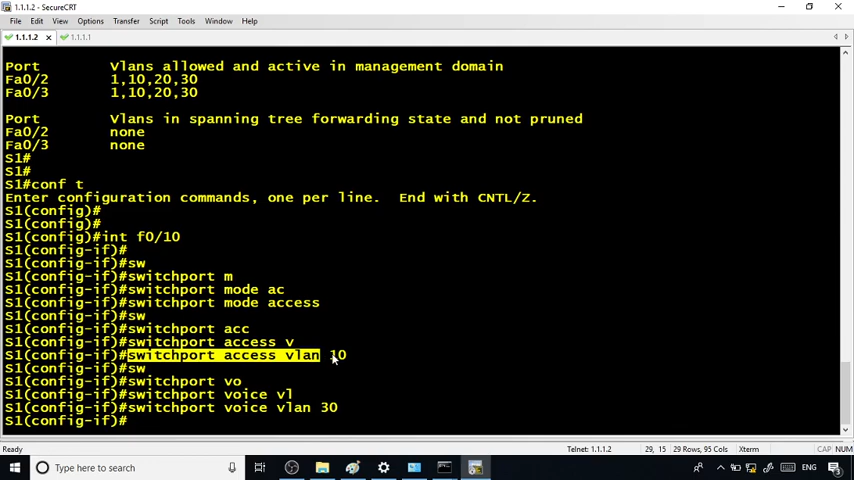 1.1.1.2 - SecureCRT
File Edit View Options Transfer Script Tools Window Help
1.1.1.2 1.1.1.1
Port Vlans allowed and active in management domain
Fa0/2 1,10,20,30
Fa0/3 1,10,20,30
Port Vlans in spanning tree forwarding state and not pruned
Fa0/2 none
Fa0/3 none
S1#
S1#
S1#conf t
Enter configuration commands, one per line. End with CNTL/Z.
S1(config)#
S1(config)#
S1(config)#int f0/10
S1(config-if)#
S1(config-if)#sw
S1(config-if)#switchport m
S1(config-if)#switchport mode ac
S1(config-if)#switchport mode access
S1(config-if)#sw
S1(config-if)#switchport acc
S1(config-if)#switchport access v
S1(config-if)#switchport access vlan 10
S1(config-if)#sw
S1(config-if)#switchport vo
S1(config-if)#switchport voice vl
S1(config-if)#switchport voice vlan 30
S1(config-if)#
Ready Telnet: 1.1.1.2 29, 15 29 Rows, 95 Cols Xterm CAP NUM
Type here to search ENG 3